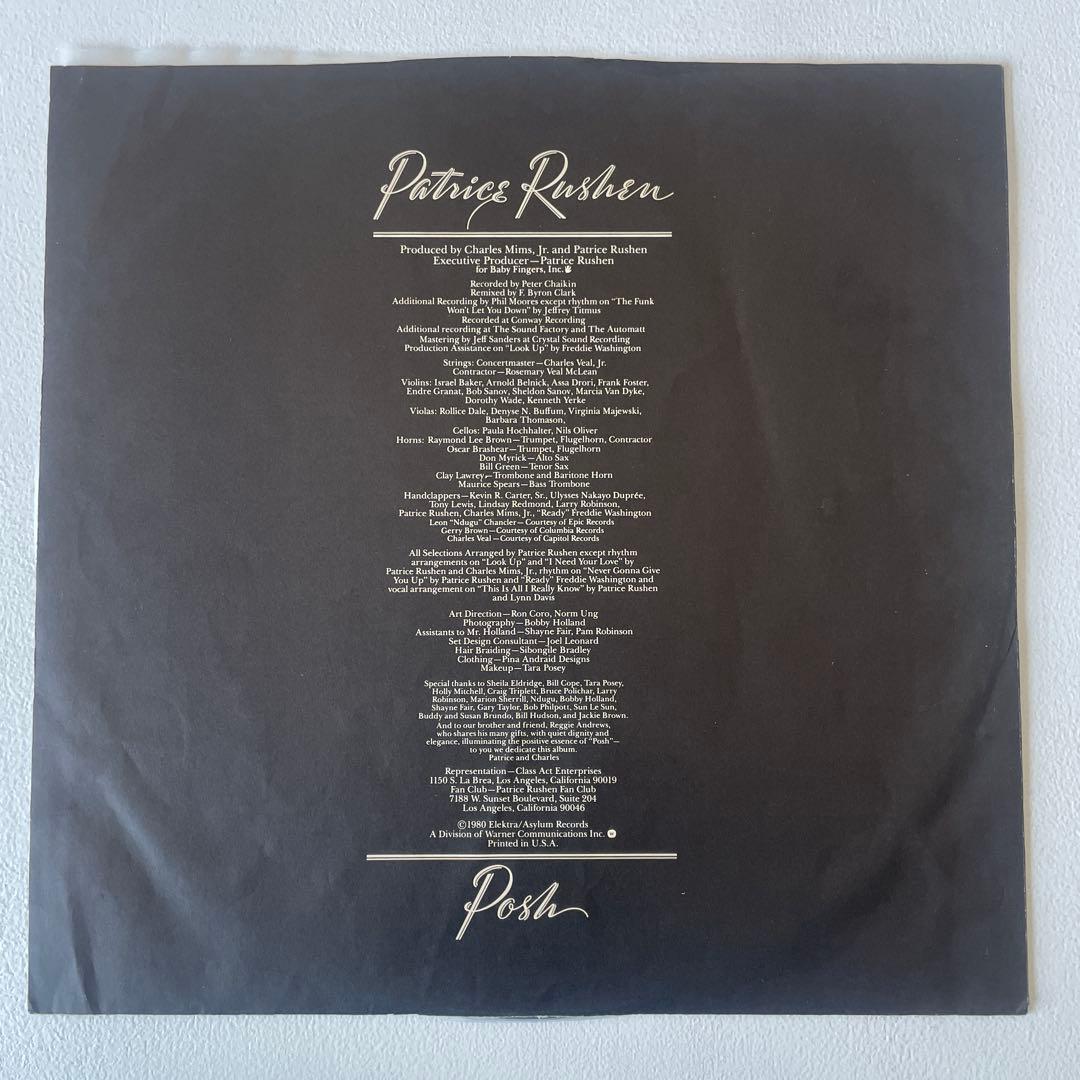 Patrice Rushen
Produced by Charles Mims, Jr. and Patrice Rushen
Executive Producer—Patrice Rushen
for Baby Fingers, Inc.
Recorded by Peter Chaikin
Remixed by F. Byron Clark
Additional Recording by Phil Moores except rhythm on "The Funk
Won't Let You Down" by Jeffrey Titmus
Recorded at Conway Recording
Additional recording at The Sound Factory and The Automatt
Mastering by Jeff Sanders at Crystal Sound Recording
Production Assistance on "Look Up" by Freddie Washington
Strings: Concertmaster—Charles Veal, Jr.
Contractor—Rosemary Veal McLean
Violins: Israel Baker, Arnold Belnick, Assa Drori, Frank Foster,
Endre Granat, Bob Sanov, Sheldon Sanov, Marcia Van Dyke,
Dorothy Wade, Kenneth Yerke
Violas: Rollice Dale, Denyse N. Buffum, Virginia Majewski,
Barbara Thomason,
Cellos: Paula Hochhalter, Nils Oliver
Horns: Raymond Lee Brown—Trumpet, Flugelhorn, Contractor
Oscar Brashear—Trumpet, Flugelhorn
Don Myrick—Alto Sax
Bill Green—Tenor Sax
Clay Lawrey—Trombone and Baritone Horn
Maurice Spears—Bass Trombone
Handclappers—Kevin R. Carter, Sr., Ulysses Nakayo Duprée,
Tony Lewis, Lindsay Redmond, Larry Robinson,
Patrice Rushen, Charles Mims, Jr., "Ready" Freddie Washington
Leon "Ndugu" Chancler—Courtesy of Epic Records
Gerry Brown—Courtesy of Columbia Records
Charles Veal—Courtesy of Capitol Records
All Selections Arranged by Patrice Rushen except rhythm
arrangements on "Look Up" and "I Need Your Love" by
Patrice Rushen and Charles Mims, Jr., rhythm on "Never Gonna Give
You Up" by Patrice Rushen and "Ready" Freddie Washington and
vocal arrangement on "This Is All I Really Know" by Patrice Rushen
and Lynn Davis
Art Direction—Ron Coro, Norm Ung
Photography—Bobby Holland
Assistants to Mr. Holland—Shayne Fair, Pam Robinson
Set Design Consultant—Joel Leonard
Hair Braiding—Sibongile Bradley
Clothing—Pina Andraid Designs
Makeup—Tara Posey
Special thanks to Sheila Eldridge, Bill Cope, Tara Posey,
Holly Mitchell, Craig Triplett, Bruce Polichar, Larry
Robinson, Marion Sherrill, Ndugu, Bobby Holland,
Shayne Fair, Gary Taylor, Bob Philpott, Sun Le Sun,
Buddy and Susan Brundo, Bill Hudson, and Jackie Brown.
And to our brother and friend, Reggie Andrews,
who shares his many gifts, with quiet dignity and
elegance, illuminating the positive essence of "Posh"—
to you we dedicate this album.
Patrice and Charles
Representation—Class Act Enterprises
1150 S. La Brea, Los Angeles, California 90019
Fan Club—Patrice Rushen Fan Club
7188 W. Sunset Boulevard, Suite 204
Los Angeles, California 90046
©1980 Elektra/Asylum Records
A Division of Warner Communications Inc.
Printed in U.S.A.
Posh